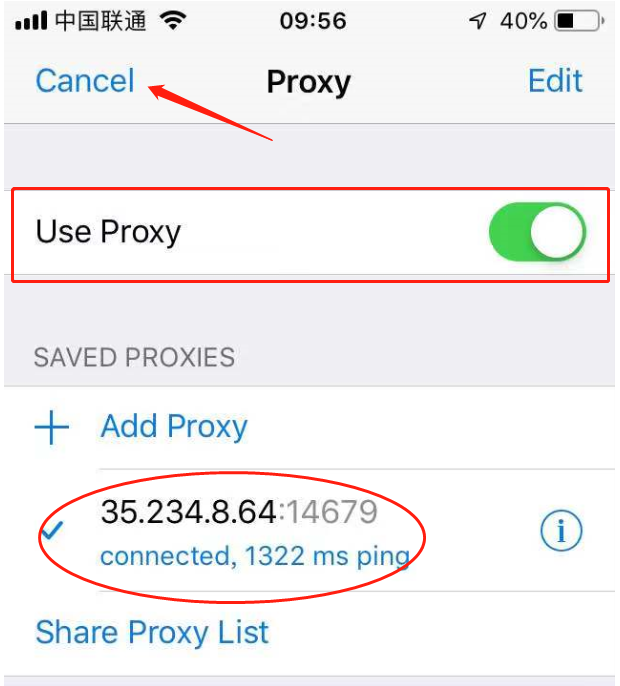 中国联通 09:56 40%
Cancel Proxy Edit
Use Proxy
SAVED PROXIES
Add Proxy
35.234.8.64:14679
connected, 1322 ms ping
Share Proxy List